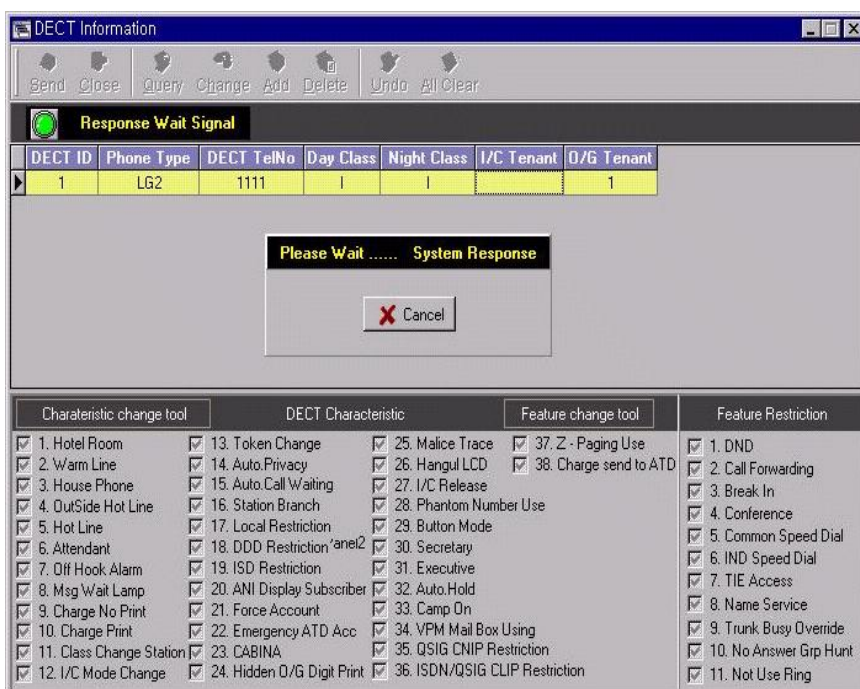 DECT Information
Send Close Query Change Add Delete Undo All Clear
Response Wait Signal
DECT ID Phone Type DECT TelNo Day Class Night Class I/C Tenant O/G Tenant
1 LG2 1111 I I 1
Please Wait ...... System Response
Cancel
Charateristic change tool DECT Characteristic Feature change tool
1. Hotel Room
2. Warm Line
3. House Phone
4. OutSide Hot Line
5. Hot Line
6. Attendant
7. Off Hook Alarm
8. Msg Wait Lamp
9. Charge No Print
10. Charge Print
11. Class Change Station
12. I/C Mode Change
13. Token Change
14. Auto.Privacy
15. Auto.Call Waiting
16. Station Branch
17. Local Restriction
18. DDD Restriction 'anel2
19. ISD Restriction
20. ANI Display Subscriber
21. Force Account
22. Emergency ATD Acc
23. CABINA
24. Hidden O/G Digit Print
25. Malice Trace
26. Hangul LCD
27. I/C Release
28. Phantom Number Use
29. Button Mode
30. Secretary
31. Executive
32. Auto.Hold
33. Camp On
34. VPM Mail Box Using
35. QSIG CNIP Restriction
36. ISDN/QSIG CLIP Restriction
37. Z - Paging Use
38. Charge send to ATD
Feature Restriction
1. DND
2. Call Forwarding
3. Break In
4. Conference
5. Common Speed Dial
6. IND Speed Dial
7. TIE Access
8. Name Service
9. Trunk Busy Override
10. No Answer Grp Hunt
11. Not Use Ring